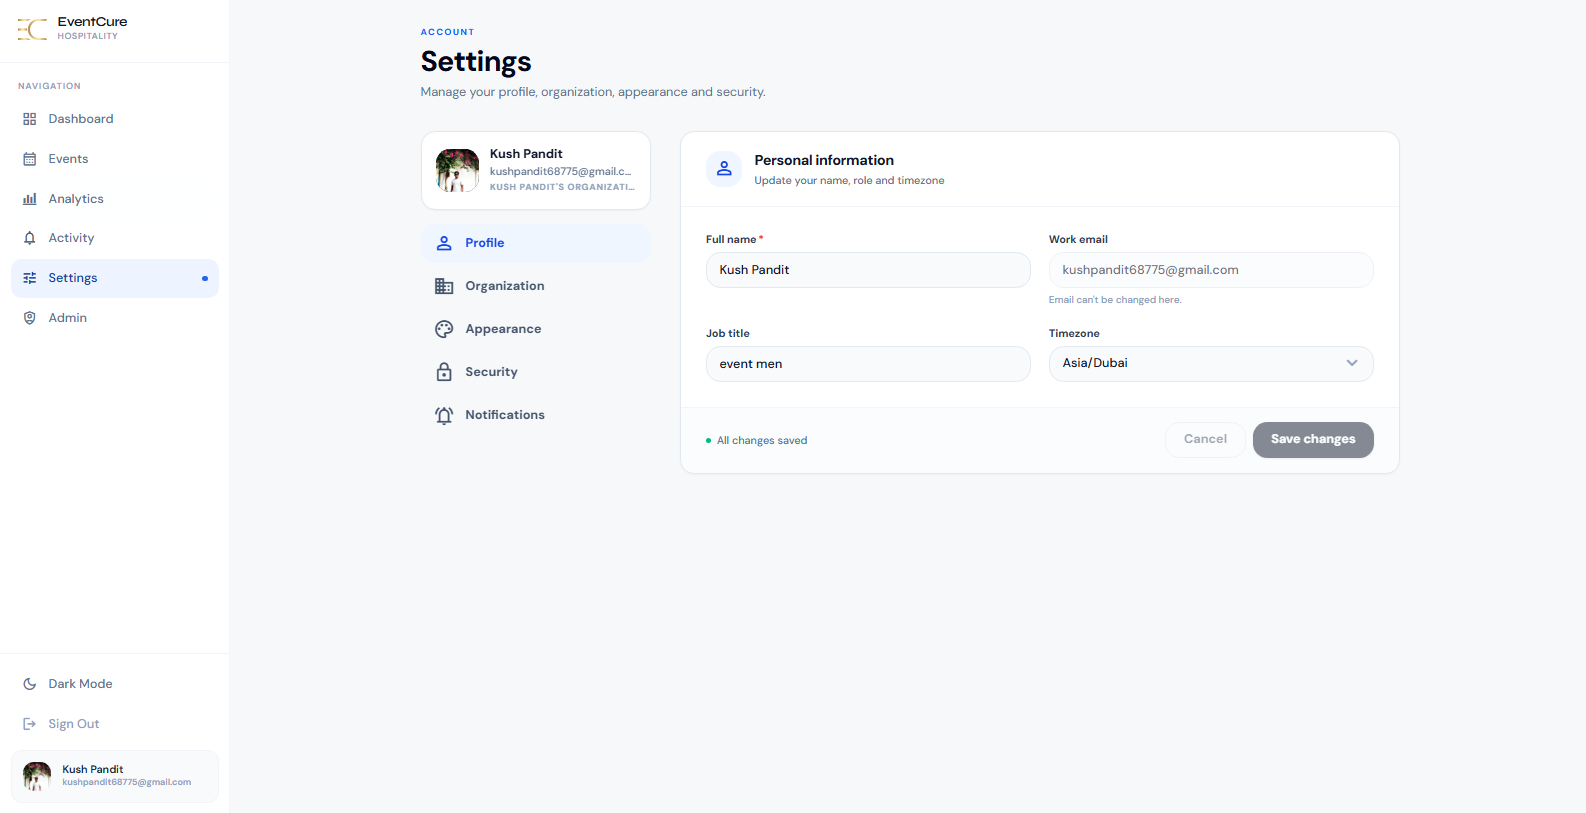 EventCure
HOSPITALITY
NAVIGATION
Dashboard
Events
Analytics
Activity
Settings
Admin
Dark Mode
Sign Out
Kush Pandit
kushpandit68775@gmail.com
ACCOUNT
Settings
Manage your profile, organization, appearance and security.
Kush Pandit
kushpandit68775@gmail.c...
KUSH PANDIT'S ORGANIZATI...
Profile
Organization
Appearance
Security
Notifications
Personal information
Update your name, role and timezone
Full name *
Kush Pandit
Work email
kushpandit68775@gmail.com
Email can't be changed here.
Job title
event men
Timezone
Asia/Dubai
All changes saved
Cancel
Save changes